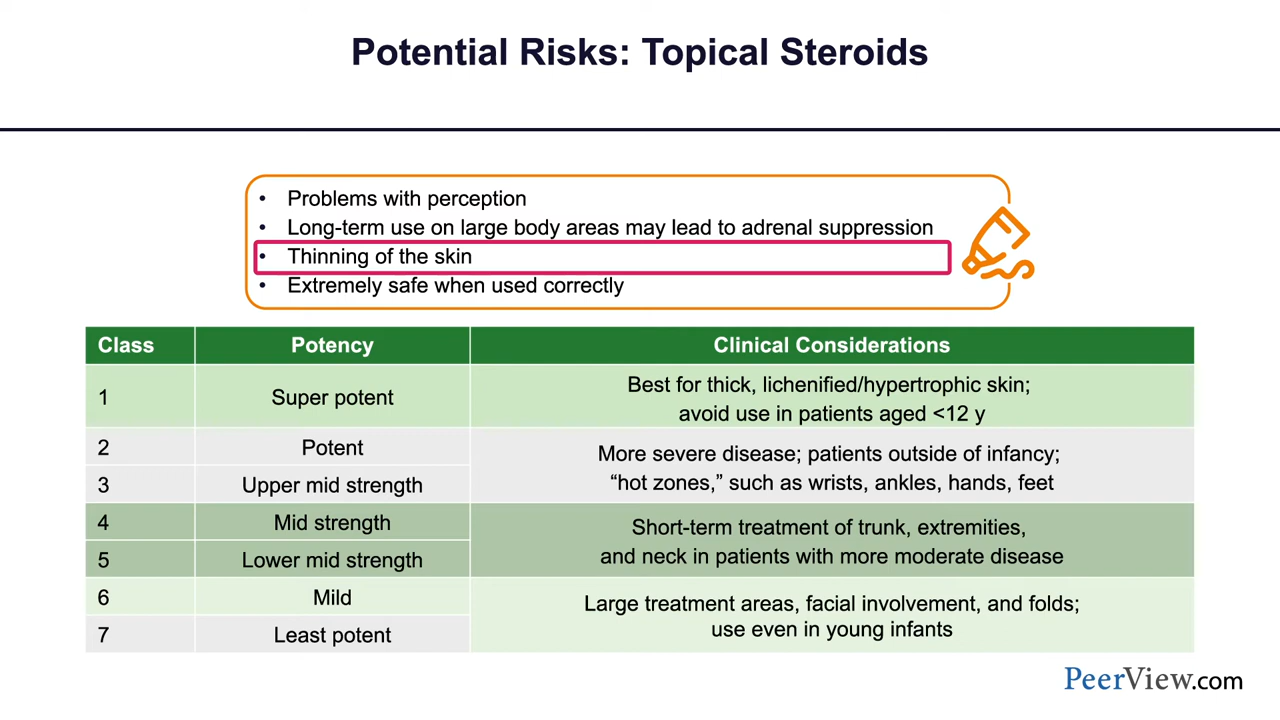 Potential Risks: Topical Steroids
• Problems with perception
• Long-term use on large body areas may lead to adrenal suppression
• Thinning of the skin
• Extremely safe when used correctly
Class Potency Clinical Considerations
1 Super potent Best for thick, lichenified/hypertrophic skin;
avoid use in patients aged <12 y
2 Potent More severe disease; patients outside of infancy;
3 Upper mid strength “hot zones,” such as wrists, ankles, hands, feet
4 Mid strength Short-term treatment of trunk, extremities,
5 Lower mid strength and neck in patients with more moderate disease
6 Mild Large treatment areas, facial involvement, and folds;
7 Least potent use even in young infants
PeerView.com